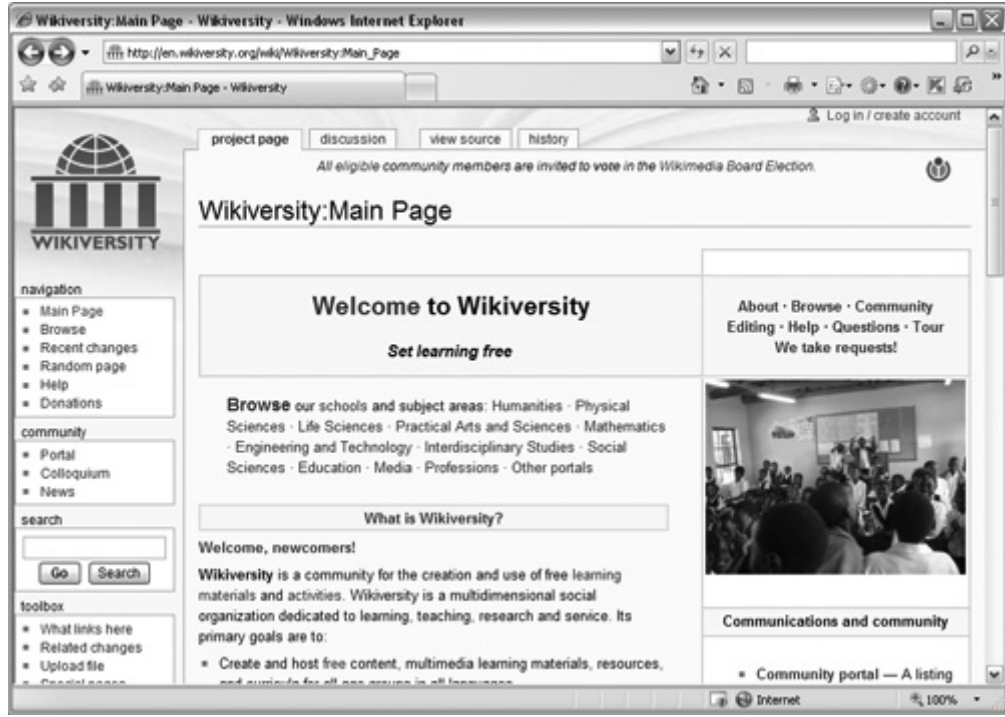 Wikiversity:Main Page - Wikiversity - Windows Internet Explorer
http://en.wikiversity.org/wiki/Wikiversity:Main_Page
Wikiversity:Main Page - Wikiversity
Log in / create account
project page discussion view source history
All eligible community members are invited to vote in the Wikimedia Board Election.
WIKIVERSITY
Wikiversity:Main Page
navigation
Main Page
Browse
Recent changes
Random page
Help
Donations
community
Portal
Colloquium
News
search
Go Search
toolbox
What links here
Related changes
Upload file
Welcome to Wikiversity
Set learning free
About · Browse · Community
Editing · Help · Questions · Tour
We take requests!
Browse our schools and subject areas: Humanities · Physical
Sciences · Life Sciences · Practical Arts and Sciences · Mathematics
· Engineering and Technology · Interdisciplinary Studies · Social
Sciences · Education · Media · Professions · Other portals
What is Wikiversity?
Welcome, newcomers!
Wikiversity is a community for the creation and use of free learning
materials and activities. Wikiversity is a multidimensional social
organization dedicated to learning, teaching, research and service. Its
primary goals are to:
Create and host free content, multimedia learning materials, resources,
Communications and community
Community portal — A listing
Internet
100%